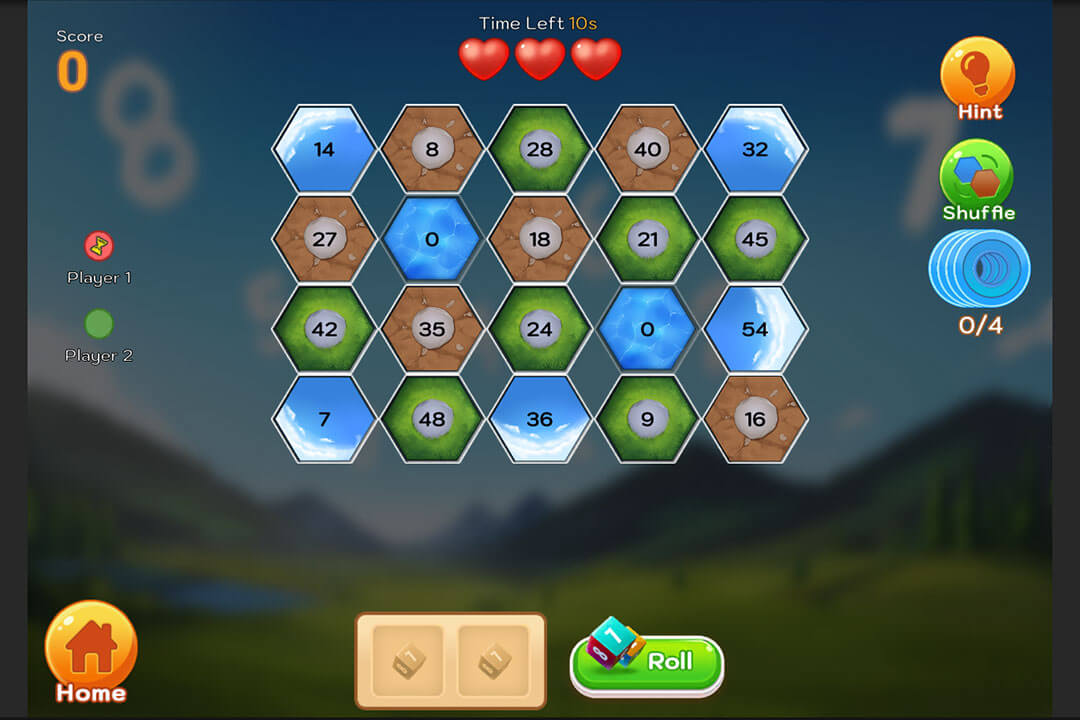 Time Left 10s
Score
0
Hint
14 8 28 40 32
Shuffle
27 0 18 21 45
Player 1
0/4
42 35 24 0 54
Player 2
7 48 36 9 16
Home
1 Roll